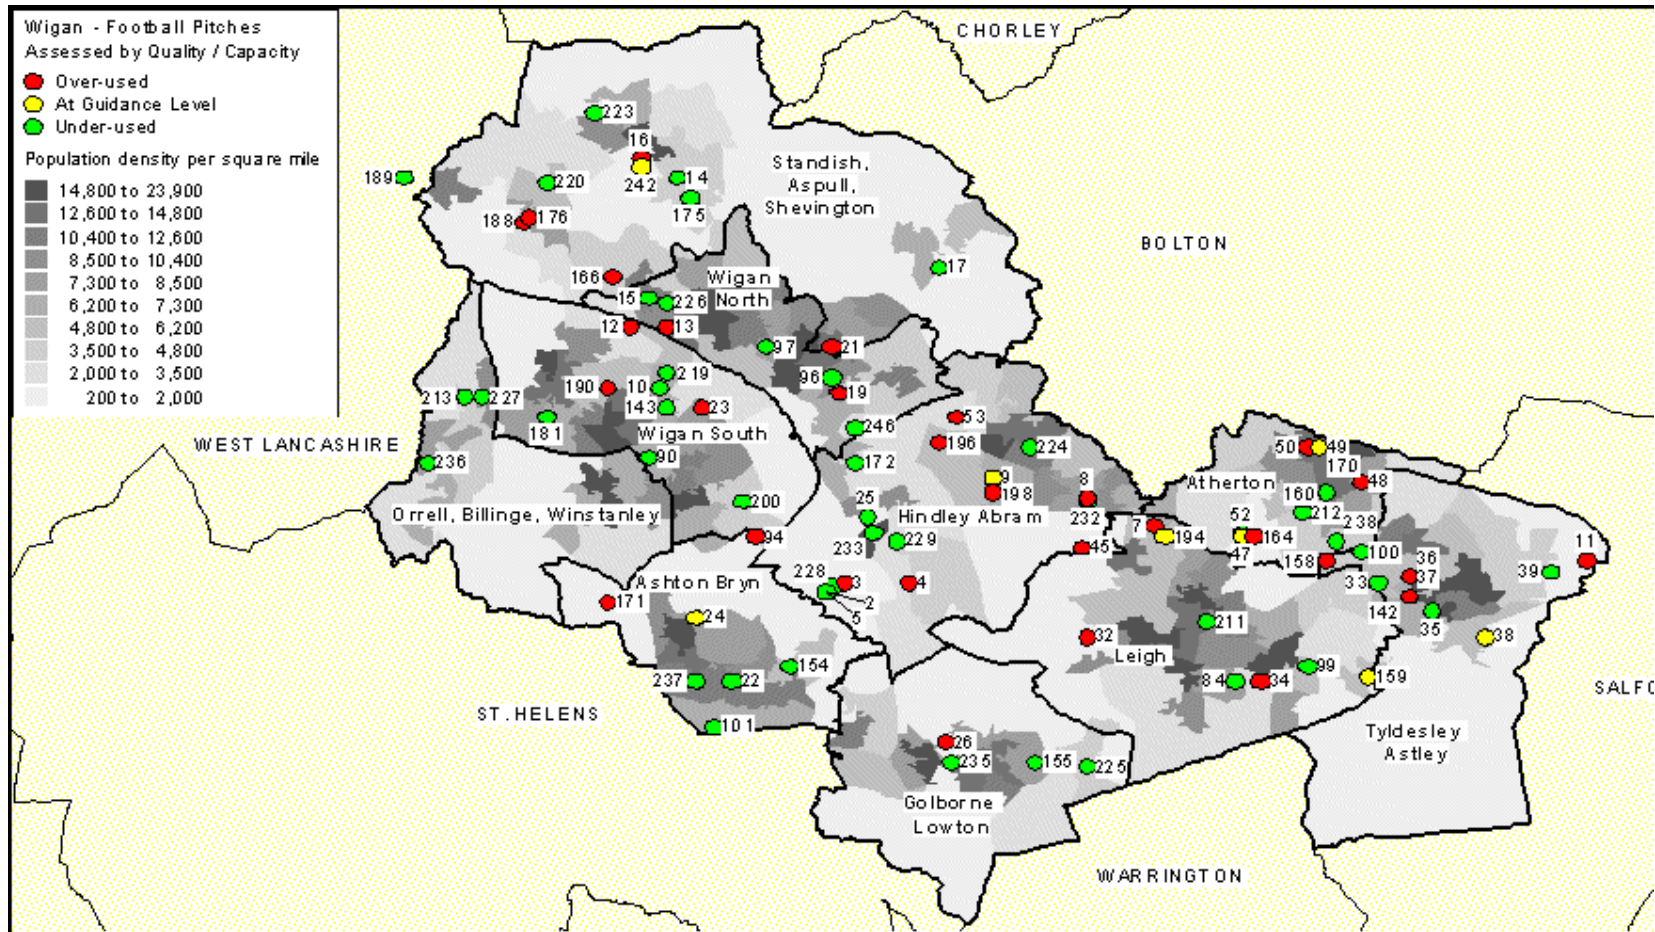 Wigan - Football Pitches
Assessed by Quality / Capacity
Over-used
At Guidance Level
Under-used
Population density per square mile
14,800 to 23,900
12,600 to 14,800
10,400 to 12,600
8,500 to 10,400
7,300 to 8,500
6,200 to 7,300
4,800 to 6,200
3,500 to 4,800
2,000 to 3,500
200 to 2,000
CHORLEY
223
16
242
14
175
189
220
188
176
Standish,
Aspull,
Shevington
BOLTON
17
166
Wigan
North
15
226
12
13
97
21
96
19
219
190
10
143
23
213
227
181
Wigan South
WEST LANCASHIRE
236
90
246
172
53
196
224
9
198
8
232
Hindley Abram
200
Orrell, Billinge, Winstanley
94
25
233
229
45
50
49
170
48
Atherton
160
212
52
238
7
194
47
164
100
158
36
37
11
39
33
142
35
38
228
3
4
2
5
Ashton Bryn
171
24
32
Leigh
211
154
237
22
84
34
99
159
SALFO
101
ST.HELENS
Tyldesley
Astley
26
235
155
225
Golborne
Lowton
WARRINGTON